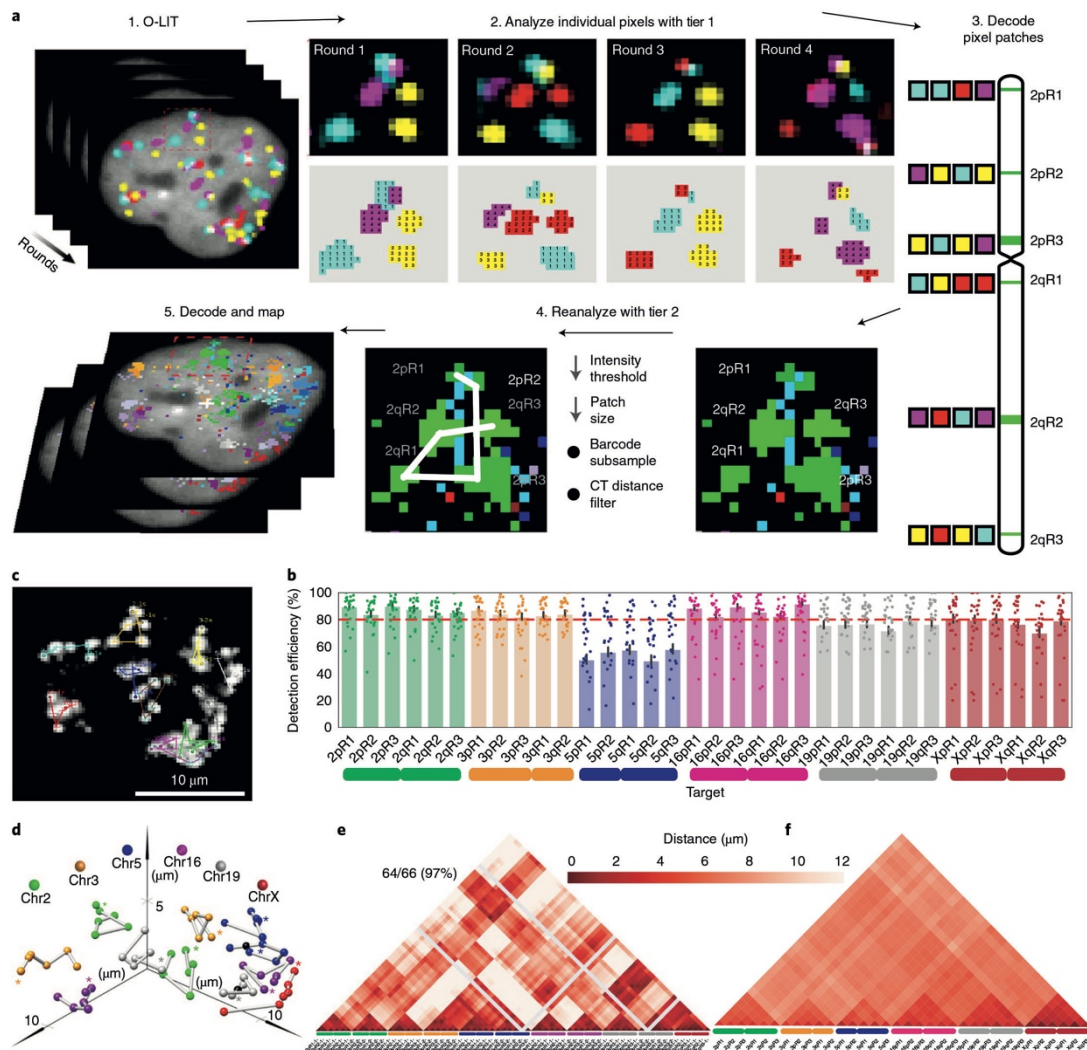 a
1. O-LIT
2. Analyze individual pixels with tier 1
3. Decode
pixel patches
Round 1
Round 2
Round 3
Round 4
Rounds
2pR1
2pR2
2pR3
2qR1
2qR2
2qR3
5. Decode and map
4. Reanalyze with tier 2
2pR1
2pR2
2qR2
2qR3
2qR1
2pR3
Intensity
threshold
Patch
size
Barcode
subsample
CT distance
filter
2pR1
2qR2
2qR3
2qR1
2pR3
c
10 μm
b
Detection efficiency (%)
100
80
60
40
20
0
2pR1
2pR2
2pR3
2qR1
2qR2
2qR3
3pR1
3pR2
3pR3
3qR1
3qR2
5pR1
5pR2
5qR1
5qR2
5qR3
16pR1
16pR2
16pR3
16qR1
16qR2
16qR3
19pR1
19pR2
19pR3
19qR1
19qR2
19qR3
XpR1
XpR2
XpR3
XqR1
XqR2
XqR3
Target
d
Chr2
Chr3
Chr5
Chr16
Chr19
ChrX
(μm)
5
(μm)
(μm)
10
10
e
64/66 (97%)
Distance (μm)
0
2
4
6
8
10
12
f